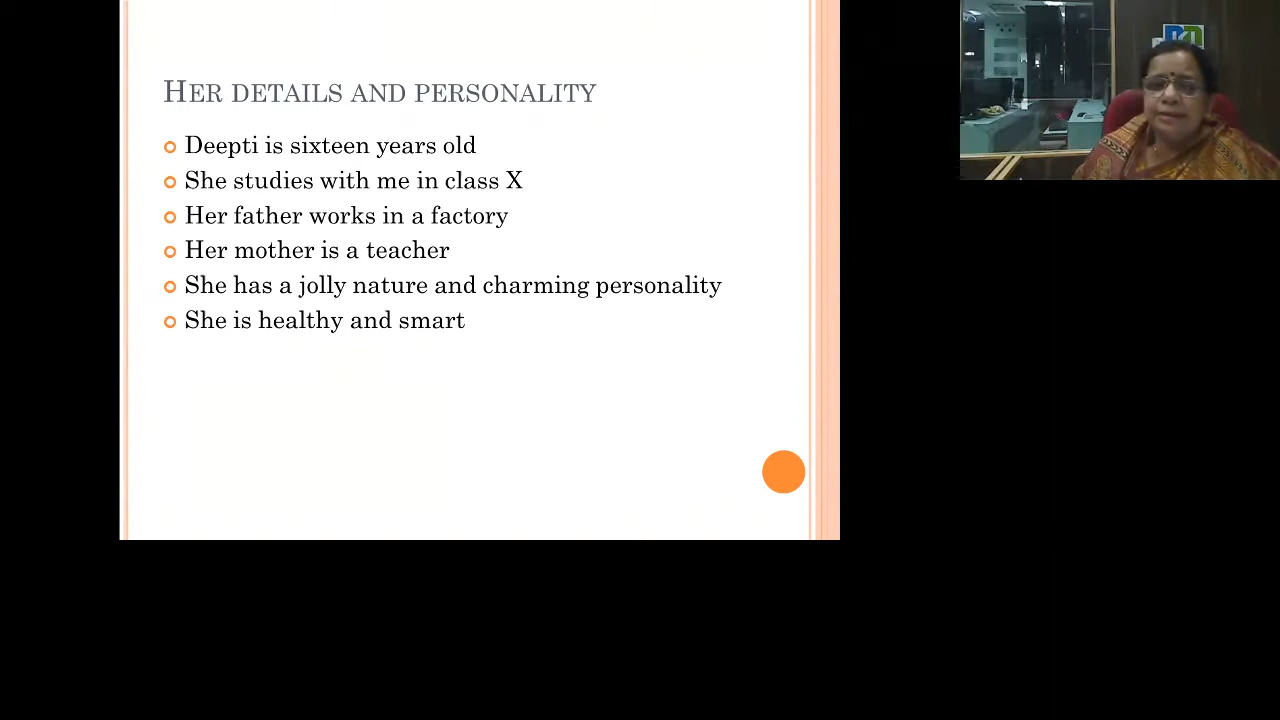 HER DETAILS AND PERSONALITY
Deepti is sixteen years old
She studies with me in class X
Her father works in a factory
Her mother is a teacher
She has a jolly nature and charming personality
She is healthy and smart